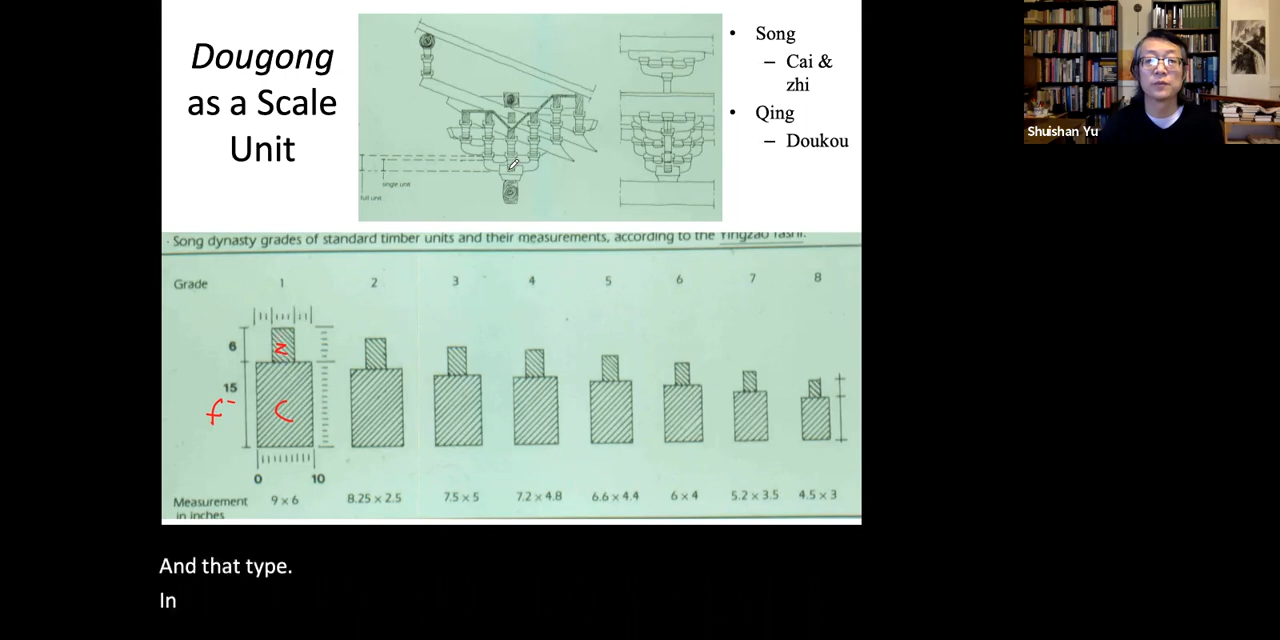 Dougong
as a Scale
Unit
single unit
full unit
• Song
– Cai &
zhi
• Qing
– Doukou
Shuishan Yu
· Song dynasty grades of standard timber units and their measurements, according to the Yingzao fashi.
Grade 1 2 3 4 5 6 7 8
6
Z
15
f
C
0 10
Measurement 9 × 6 8.25 × 2.5 7.5 × 5 7.2 × 4.8 6.6 × 4.4 6 × 4 5.2 × 3.5 4.5 × 3
in inches
And that type.
In